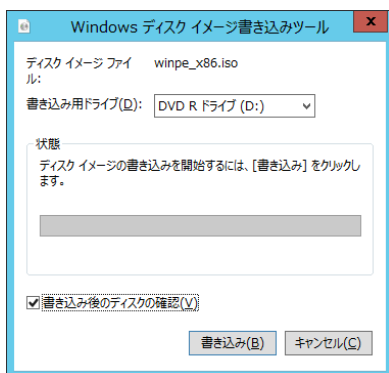 Windows ディスク イメージ書き込みツール
x
ディスク イメージ ファイ winpe_x86.iso
ル:
書き込み用ドライブ(D): DVD R ドライブ (D:)
状態
ディスク イメージの書き込みを開始するには、[書き込み] をクリックし
ます。
書き込み後のディスクの確認(V)
書き込み(B) キャンセル(C)